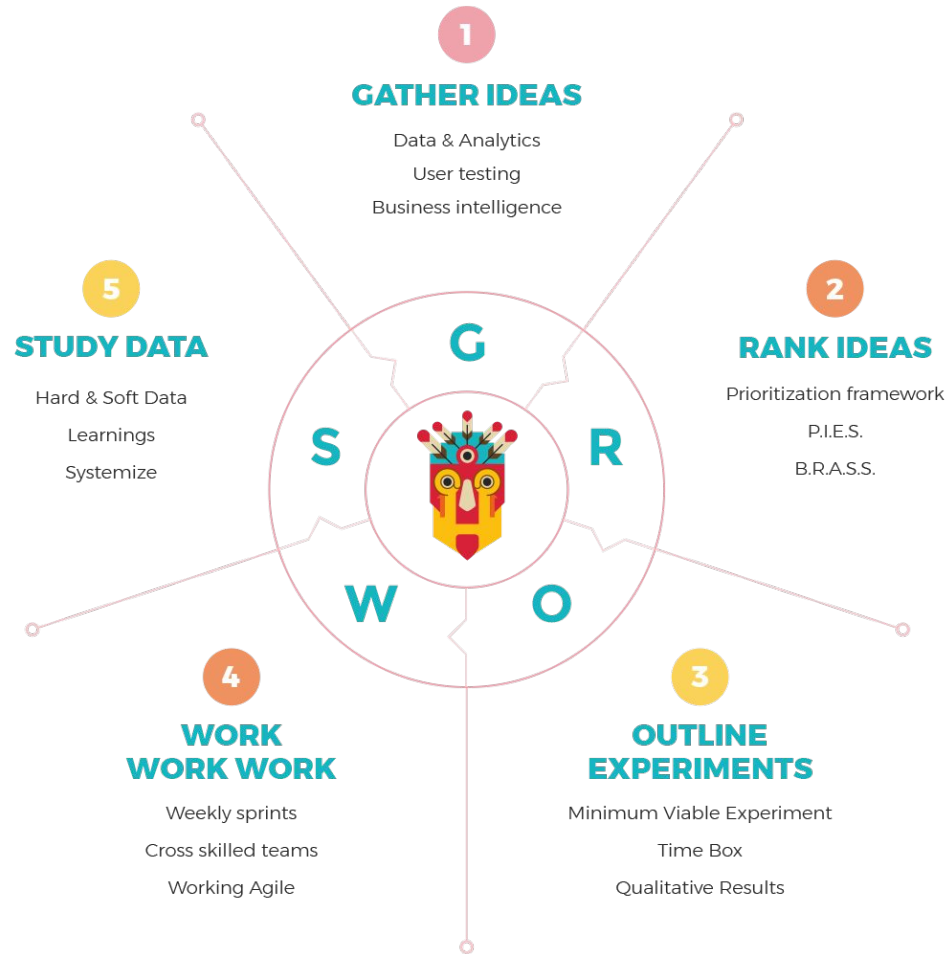 1
GATHER IDEAS
Data & Analytics
User testing
Business intelligence
2
RANK IDEAS
Prioritization framework
P.I.E.S.
B.R.A.S.S.
3
OUTLINE
EXPERIMENTS
Minimum Viable Experiment
Time Box
Qualitative Results
4
WORK
WORK WORK
Weekly sprints
Cross skilled teams
Working Agile
5
STUDY DATA
Hard & Soft Data
Learnings
Systemize
G
R
O
W
S